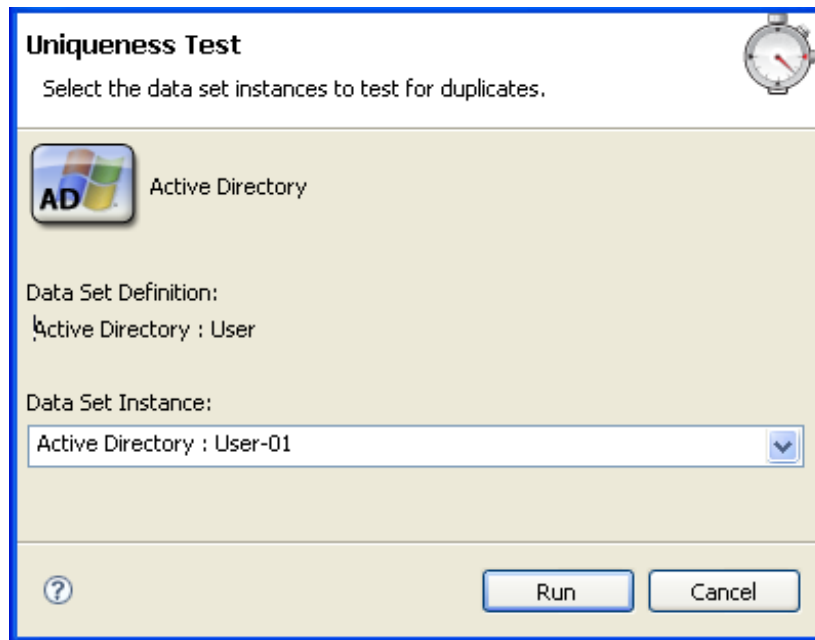 Uniqueness Test
Select the data set instances to test for duplicates.
AD
Active Directory
Data Set Definition:
Active Directory : User
Data Set Instance:
Active Directory : User-01
?
Run
Cancel